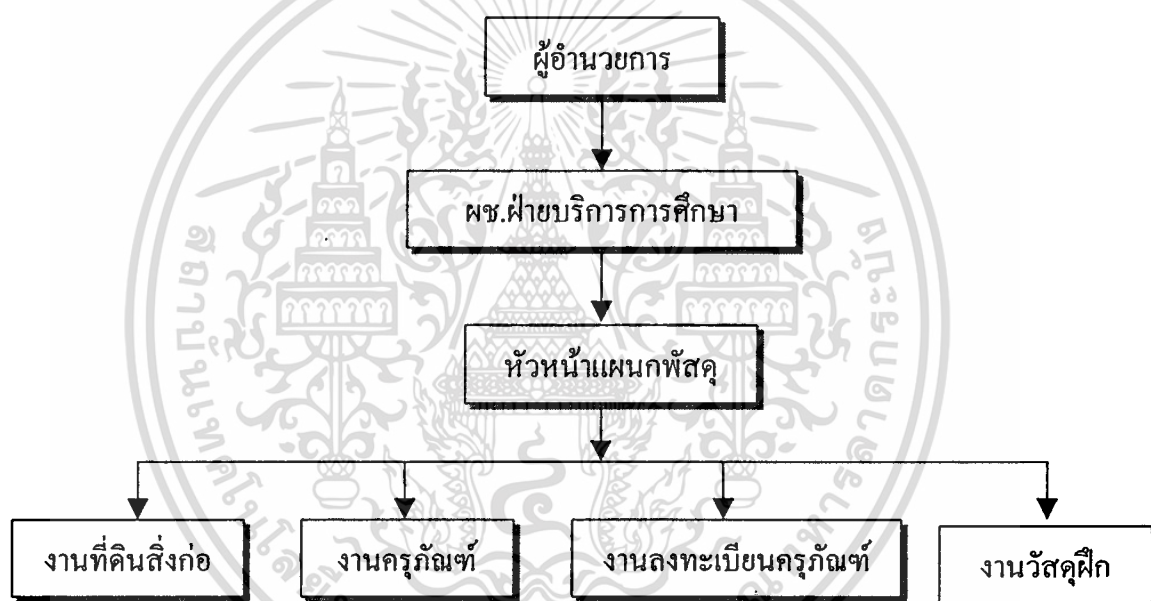 ผู้อำนวยการ
ผช.ฝ่ายบริการการศึกษา
หัวหน้าแผนกพัสดุ
งานที่ดินสิ่งก่อ
งานครุภัณฑ์
งานลงทะเบียนครุภัณฑ์
งานวัสดุฝึก